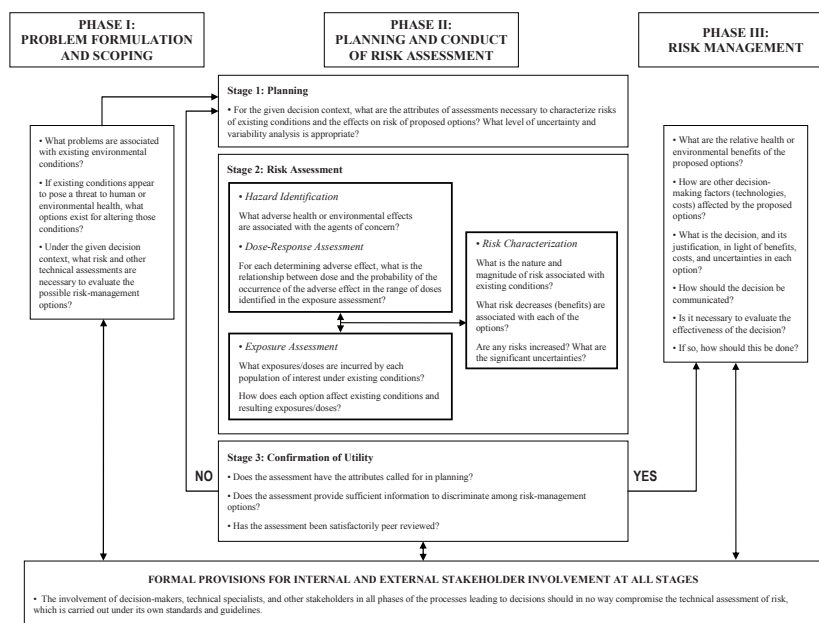 PHASE I:
PROBLEM FORMULATION
AND SCOPING
PHASE II:
PLANNING AND CONDUCT
OF RISK ASSESSMENT
PHASE III:
RISK MANAGEMENT
Stage 1: Planning
• For the given decision context, what are the attributes of assessments necessary to characterize risks
of existing conditions and the effects on risk of proposed options? What level of uncertainty and
variability analysis is appropriate?
• What problems are associated
with existing environmental
conditions?
• If existing conditions appear
to pose a threat to human or
environmental health, what
options exist for altering those
conditions?
• Under the given decision
context, what risk and other
technical assessments are
necessary to evaluate the
possible risk-management
options?
Stage 2: Risk Assessment
• Hazard Identification
What adverse health or environmental effects
are associated with the agents of concern?
• Dose-Response Assessment
For each determining adverse effect, what is the
relationship between dose and the probability of the
occurrence of the adverse effect in the range of doses
identified in the exposure assessment?
• Risk Characterization
What is the nature and
magnitude of risk associated with
existing conditions?
What risk decreases (benefits) are
associated with each of the
options?
Are any risks increased? What are
the significant uncertainties?
• Exposure Assessment
What exposures/doses are incurred by each
population of interest under existing conditions?
How does each option affect existing conditions and
resulting exposures/doses?
• What are the relative health or
environmental benefits of the
proposed options?
• How are other decision-
making factors (technologies,
costs) affected by the proposed
options?
• What is the decision, and its
justification, in light of benefits,
costs, and uncertainties in each
option?
• How should the decision be
communicated?
• Is it necessary to evaluate the
effectiveness of the decision?
• If so, how should this be done?
NO
Stage 3: Confirmation of Utility
• Does the assessment have the attributes called for in planning?
• Does the assessment provide sufficient information to discriminate among risk-management
options?
• Has the assessment been satisfactorily peer reviewed?
YES
FORMAL PROVISIONS FOR INTERNAL AND EXTERNAL STAKEHOLDER INVOLVEMENT AT ALL STAGES
• The involvement of decision-makers, technical specialists, and other stakeholders in all phases of the processes leading to decisions should in no way compromise the technical assessment of risk,
which is carried out under its own standards and guidelines.